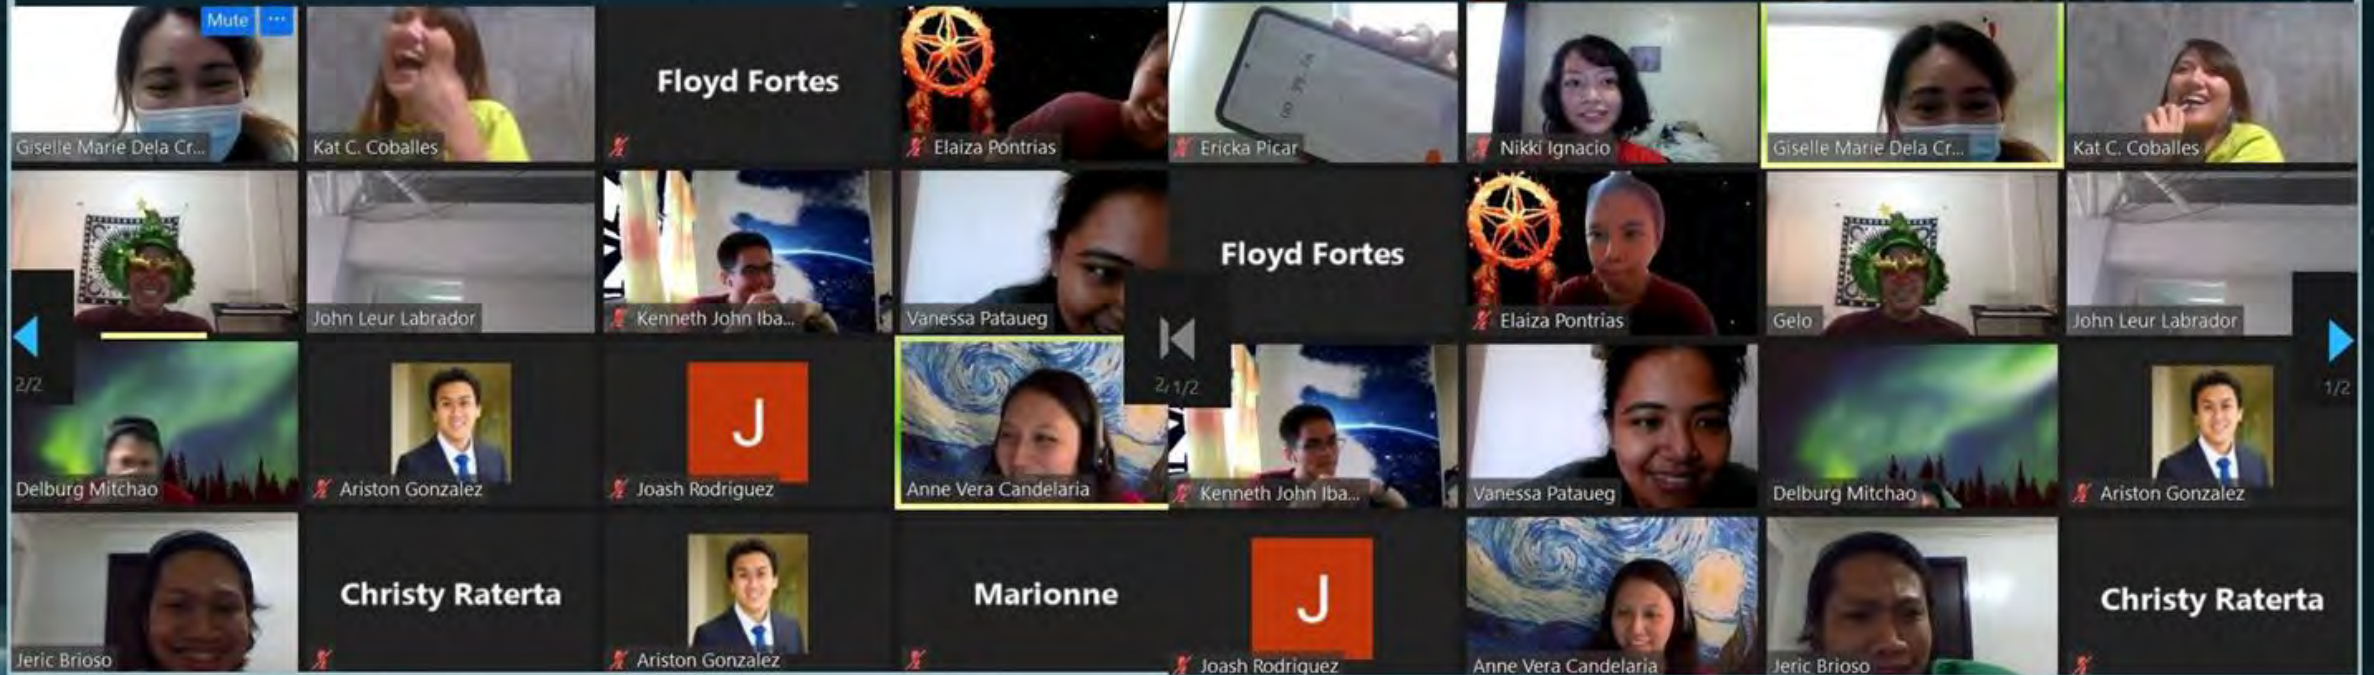 Mute ...
Giselle Marie Dela Cr...
Kat C. Coballes
Floyd Fortes
Elaiza Pontrias
00 39.74
Ericka Picar
Nikki Ignacio
Giselle Marie Dela Cr...
Kat C. Coballes
John Leur Labrador
Kenneth John Iba...
Vanessa Pataueg
Floyd Fortes
Elaiza Pontrias
Gelo
John Leur Labrador
2/2
2/1/2
1/2
Delburg Mitchao
Ariston Gonzalez
J
Joash Rodriguez
Anne Vera Candelaria
Kenneth John Iba...
Vanessa Pataueg
Delburg Mitchao
Ariston Gonzalez
Jeric Brioso
Christy Raterta
Ariston Gonzalez
Marionne
J
Joash Rodriguez
Anne Vera Candelaria
Jeric Brioso
Christy Raterta